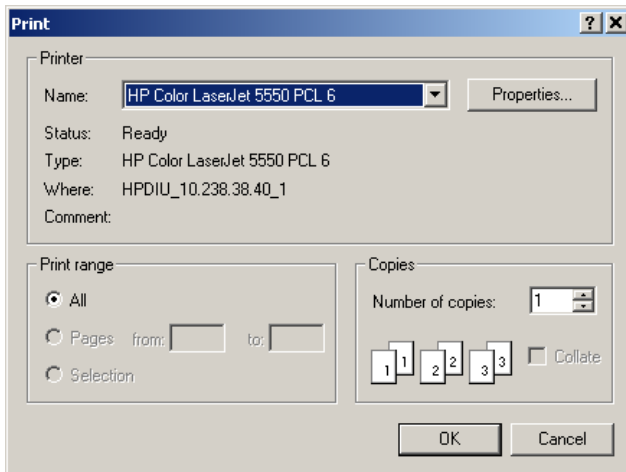 Print
Printer
Name: HP Color LaserJet 5550 PCL 6 Properties...
Status: Ready
Type: HP Color LaserJet 5550 PCL 6
Where: HPDIU_10.238.38.40_1
Comment:
Print range
All
Pages from: to:
Selection
Copies
Number of copies: 1
1 1 2 2 3 3 Collate
OK Cancel